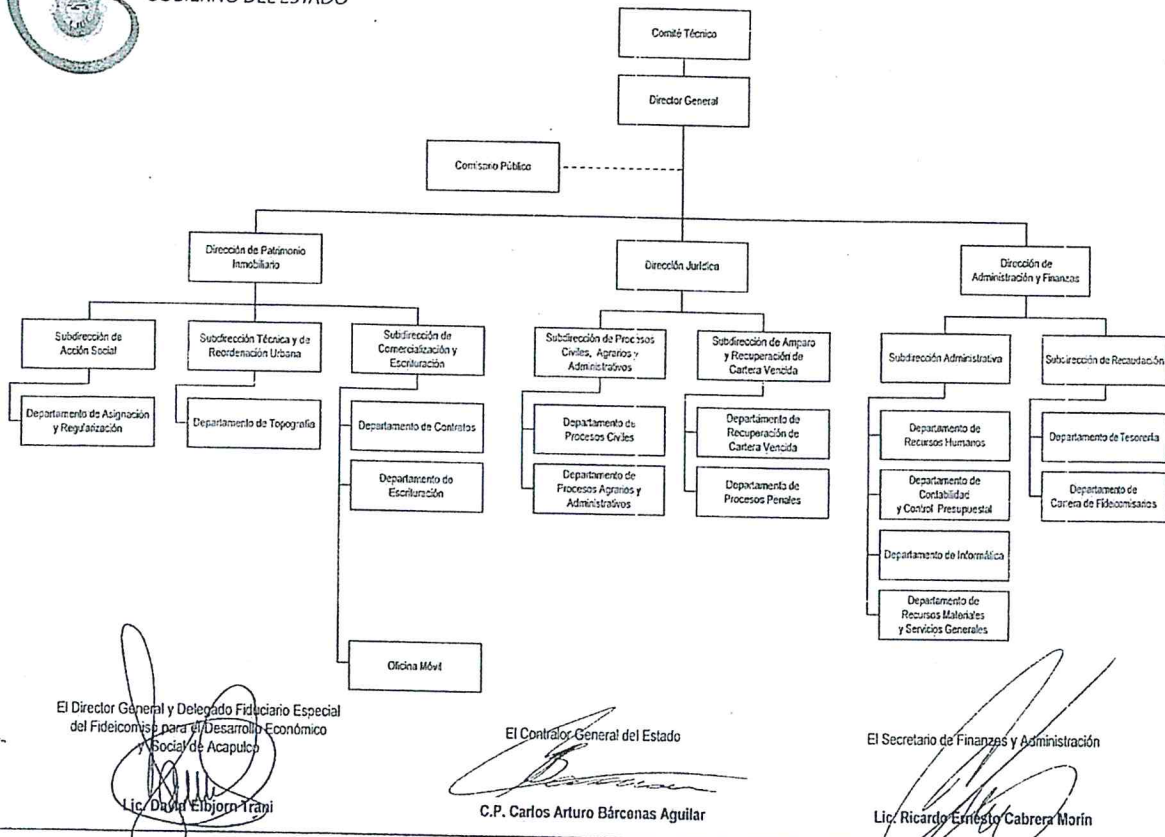 GOBIERNO DEL ESTADO
Comité Técnico
Director General
Comisario Público
Dirección de Patrimonio
Inmobiliario
Dirección Jurídica
Dirección de
Administración y Finanzas
Subdirección de
Acción Social
Subdirección Técnica y de
Reordenación Urbana
Subdirección de
Comercialización y
Escrituración
Subdirección de Procesos
Civiles, Agrarios y
Administrativos
Subdirección de Amparo
y Recuperación de
Cartera Vencida
Subdirección Administrativa
Subdirección de Recaudación
Departamento de Asignación
y Regularización
Departamento de Topografía
Departamento de Contratos
Departamento de
Escrituración
Oficina Móvil
Departamento de
Procesos Civiles
Departamento de
Procesos Agrarios y
Administrativos
Departamento de
Recuperación de
Cartera Vencida
Departamento de
Procesos Penales
Departamento de
Recursos Humanos
Departamento de
Contabilidad
y Control Presupuestal
Departamento de Informática
Departamento de
Recursos Materiales
y Servicios Generales
Departamento de Tesorería
Departamento de
Cartera de Fideicomisarios
El Director General y Delegado Fiduciario Especial
del Fideicomiso para el Desarrollo Económico
y Social de Acapulco
Lic. David Elbjorn Trani
El Contralor General del Estado
C.P. Carlos Arturo Bárcenas Aguilar
El Secretario de Finanzas y Administración
Lic. Ricardo Ernesto Cabrera Morín